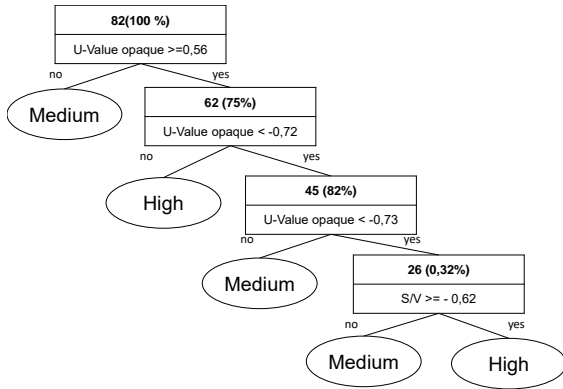 82(100 %)
U-Value opaque >=0,56
no yes
Medium
62 (75%)
U-Value opaque < -0,72
no yes
High
45 (82%)
U-Value opaque < -0,73
no yes
Medium
26 (0,32%)
S/V >= - 0,62
no yes
Medium High